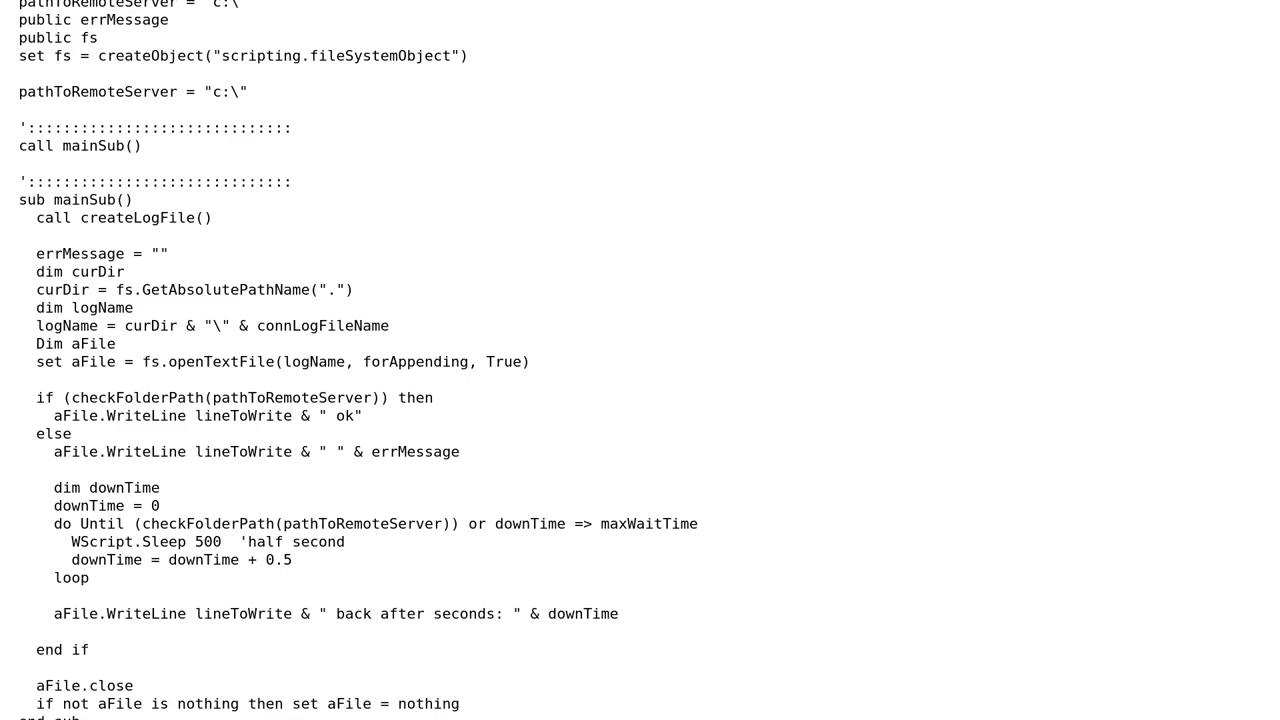 pathToRemoteServer = "c:\"
public errMessage
public fs
set fs = createObject("scripting.fileSystemObject")
pathToRemoteServer = "c:\"
'::::::::::::::::::::::::::::::
call mainSub()
'::::::::::::::::::::::::::::::
sub mainSub()
call createLogFile()
errMessage = ""
dim curDir
curDir = fs.GetAbsolutePathName(".")
dim logName
logName = curDir & "\" & connLogFileName
Dim aFile
set aFile = fs.openTextFile(logName, forAppending, True)
if (checkFolderPath(pathToRemoteServer)) then
aFile.WriteLine lineToWrite & " ok"
else
aFile.WriteLine lineToWrite & " " & errMessage
dim downTime
downTime = 0
do Until (checkFolderPath(pathToRemoteServer)) or downTime => maxWaitTime
WScript.Sleep 500  'half second
downTime = downTime + 0.5
loop
aFile.WriteLine lineToWrite & " back after seconds: " & downTime
end if
aFile.close
if not aFile is nothing then set aFile = nothing
end sub